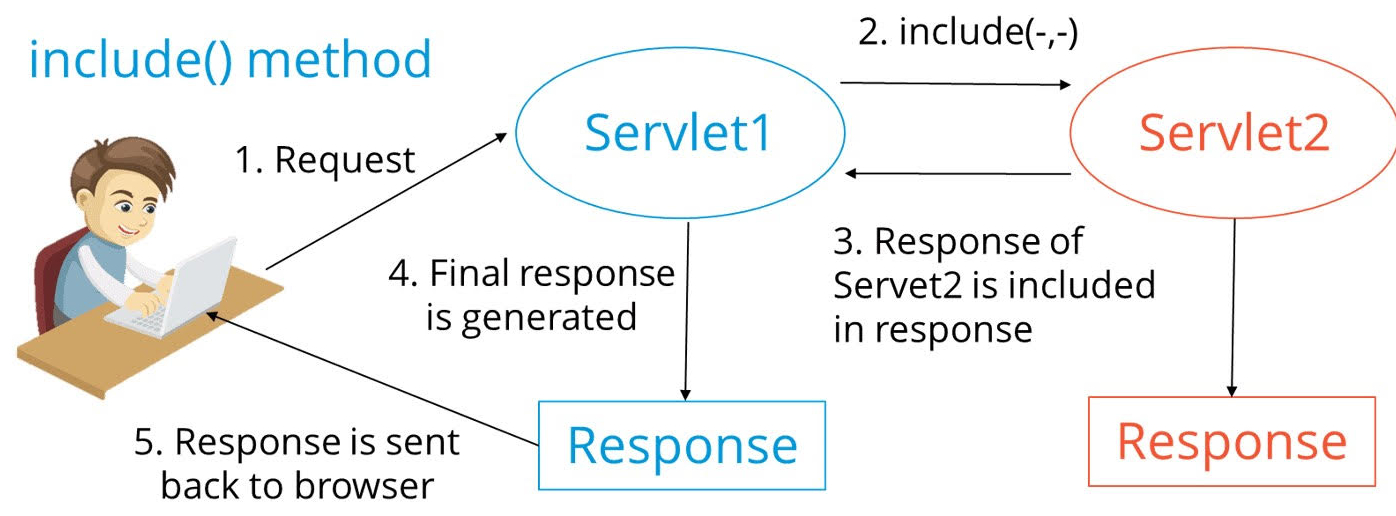 include() method
2. include(-,-)
1. Request
Servlet1
Servlet2
3. Response of
Servet2 is included
in response
4. Final response
is generated
5. Response is sent
back to browser
Response
Response